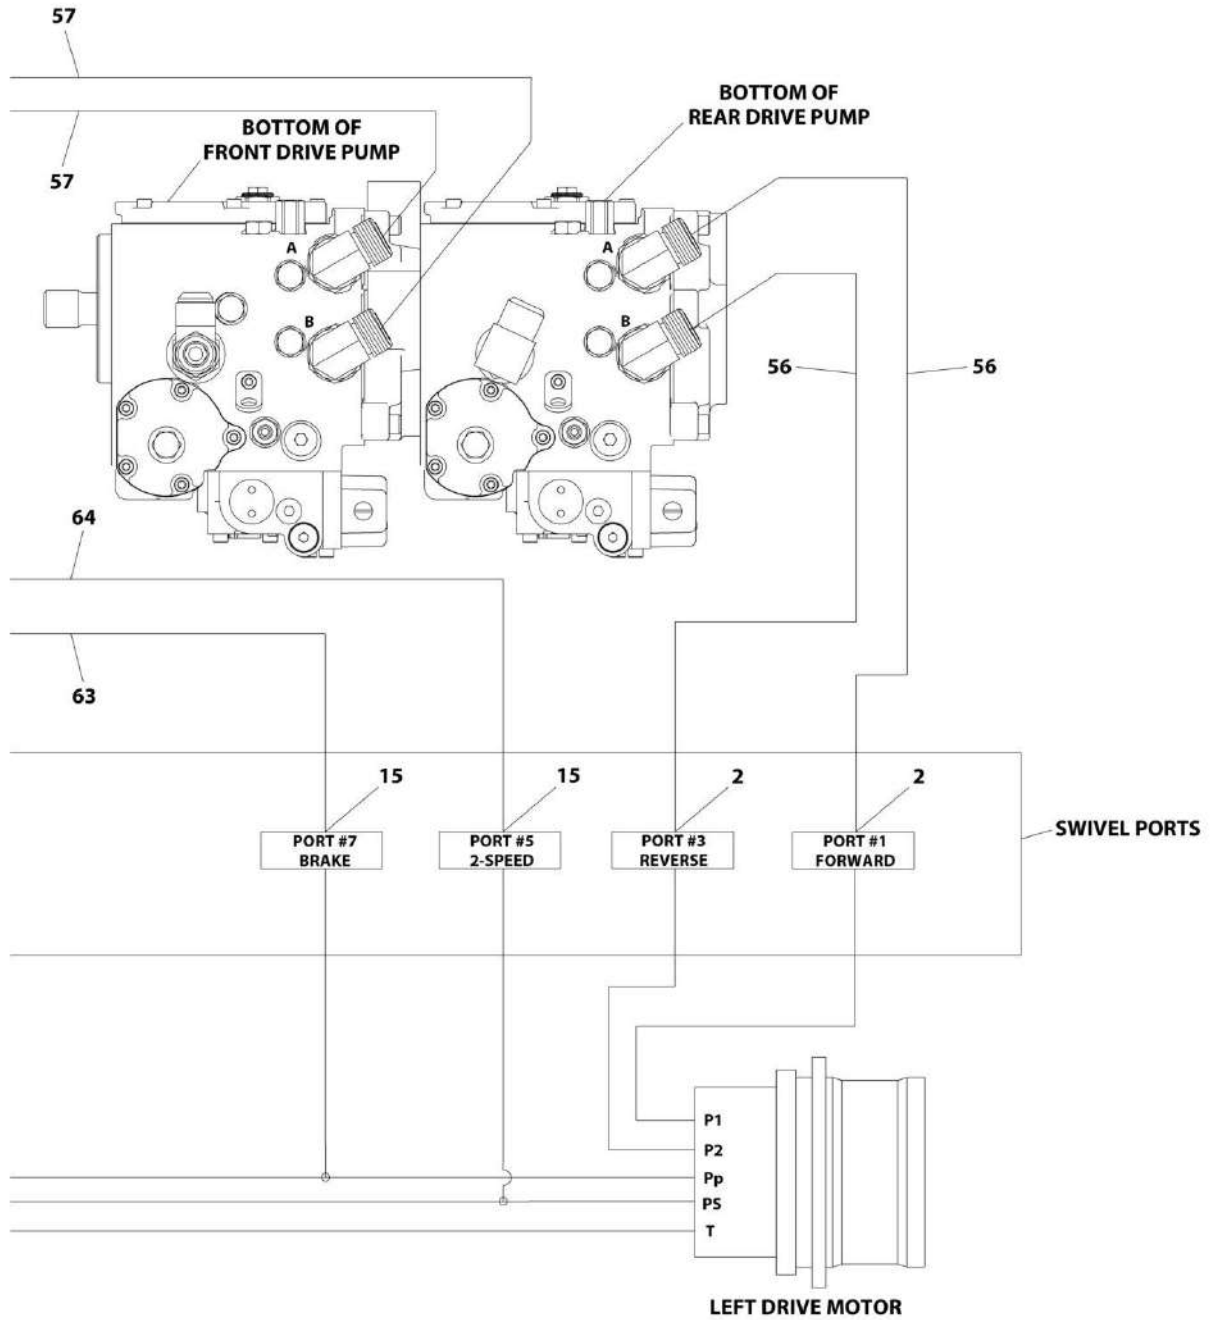 57
BOTTOM OF
REAR DRIVE PUMP
BOTTOM OF
FRONT DRIVE PUMP
57
A
A
B
B
56
56
64
63
15
15
2
2
PORT #7
BRAKE
PORT #5
2-SPEED
PORT #3
REVERSE
PORT #1
FORWARD
SWIVEL PORTS
P1
P2
Pp
PS
T
LEFT DRIVE MOTOR